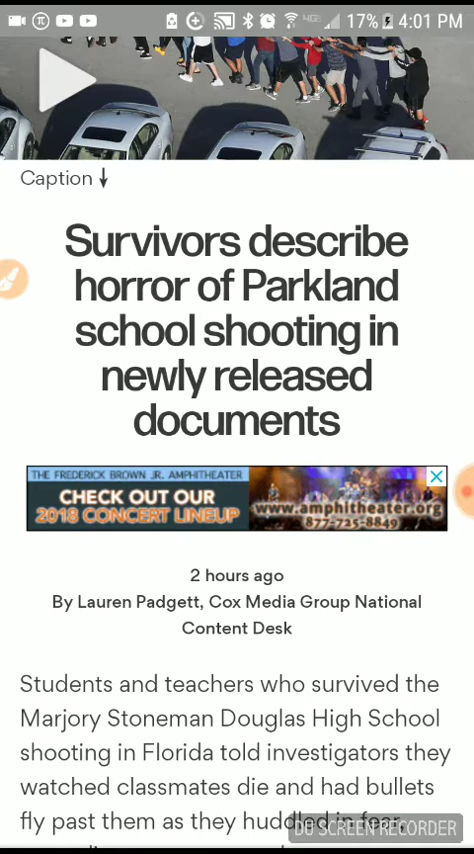 17% 4:01 PM
Caption ↓
Survivors describe
horror of Parkland
school shooting in
newly released
documents
THE FREDERICK BROWN JR. AMPHITHEATER
CHECK OUT OUR
2018 CONCERT LINEUP
www.amphitheater.org
877-725-8849
2 hours ago
By Lauren Padgett, Cox Media Group National
Content Desk
Students and teachers who survived the
Marjory Stoneman Douglas High School
shooting in Florida told investigators they
watched classmates die and had bullets
fly past them as they huddled in fear,
DU SCREEN RECORDER